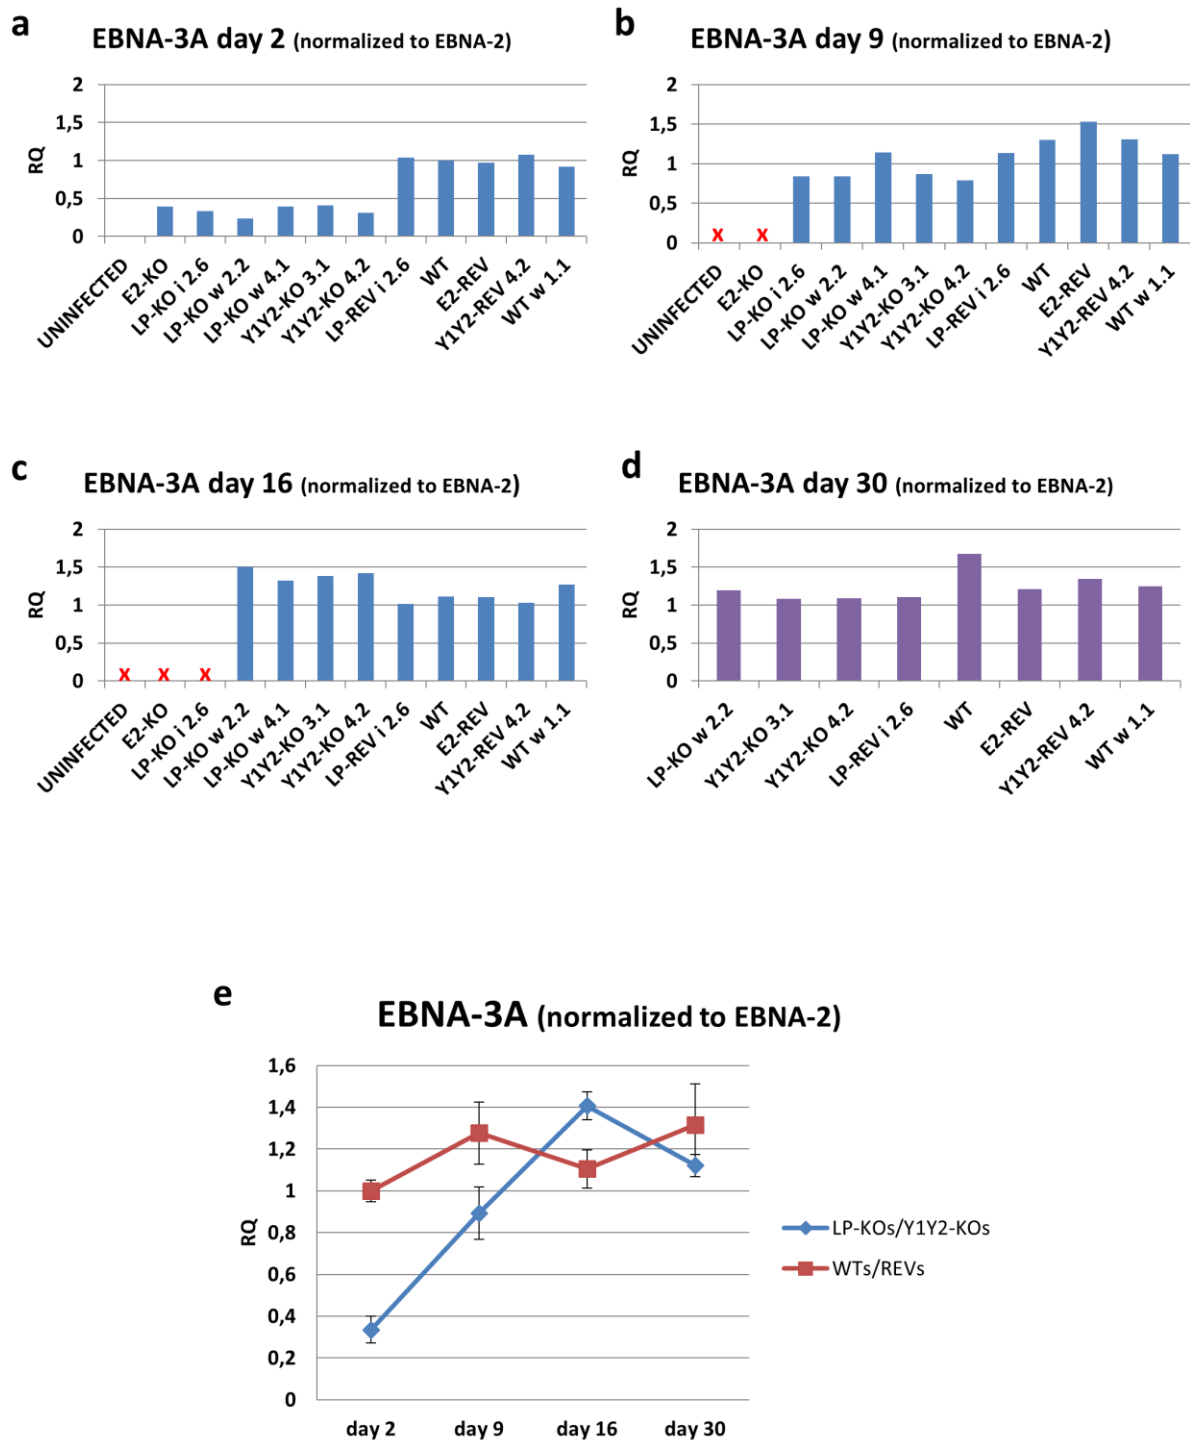 a
EBNA-3A day 2 (normalized to EBNA-2)
2
1,5
1
0,5
0
RQ
UNINFECTED
E2-KO
LP-KO i 2.6
LP-KO w 2.2
LP-KO w 4.1
Y1Y2-KO 3.1
Y1Y2-KO 4.2
LP-REV i 2.6
WT
E2-REV
Y1Y2-REV 4.2
WT w 1.1
b
EBNA-3A day 9 (normalized to EBNA-2)
2
1,5
1
0,5
0
RQ
x x
UNINFECTED
E2-KO
LP-KO i 2.6
LP-KO w 2.2
LP-KO w 4.1
Y1Y2-KO 3.1
Y1Y2-KO 4.2
LP-REV i 2.6
WT
E2-REV
Y1Y2-REV 4.2
WT w 1.1
c
EBNA-3A day 16 (normalized to EBNA-2)
2
1,5
1
0,5
0
RQ
x x x
UNINFECTED
E2-KO
LP-KO i 2.6
LP-KO w 2.2
LP-KO w 4.1
Y1Y2-KO 3.1
Y1Y2-KO 4.2
LP-REV i 2.6
WT
E2-REV
Y1Y2-REV 4.2
WT w 1.1
d
EBNA-3A day 30 (normalized to EBNA-2)
2
1,5
1
0,5
0
RQ
LP-KO w 2.2
Y1Y2-KO 3.1
Y1Y2-KO 4.2
LP-REV i 2.6
WT
E2-REV
Y1Y2-REV 4.2
WT w 1.1
e
EBNA-3A (normalized to EBNA-2)
1,6
1,4
1,2
1
0,8
0,6
0,4
0,2
0
RQ
day 2 day 9 day 16 day 30
LP-KOs/Y1Y2-KOs
WTs/REVs